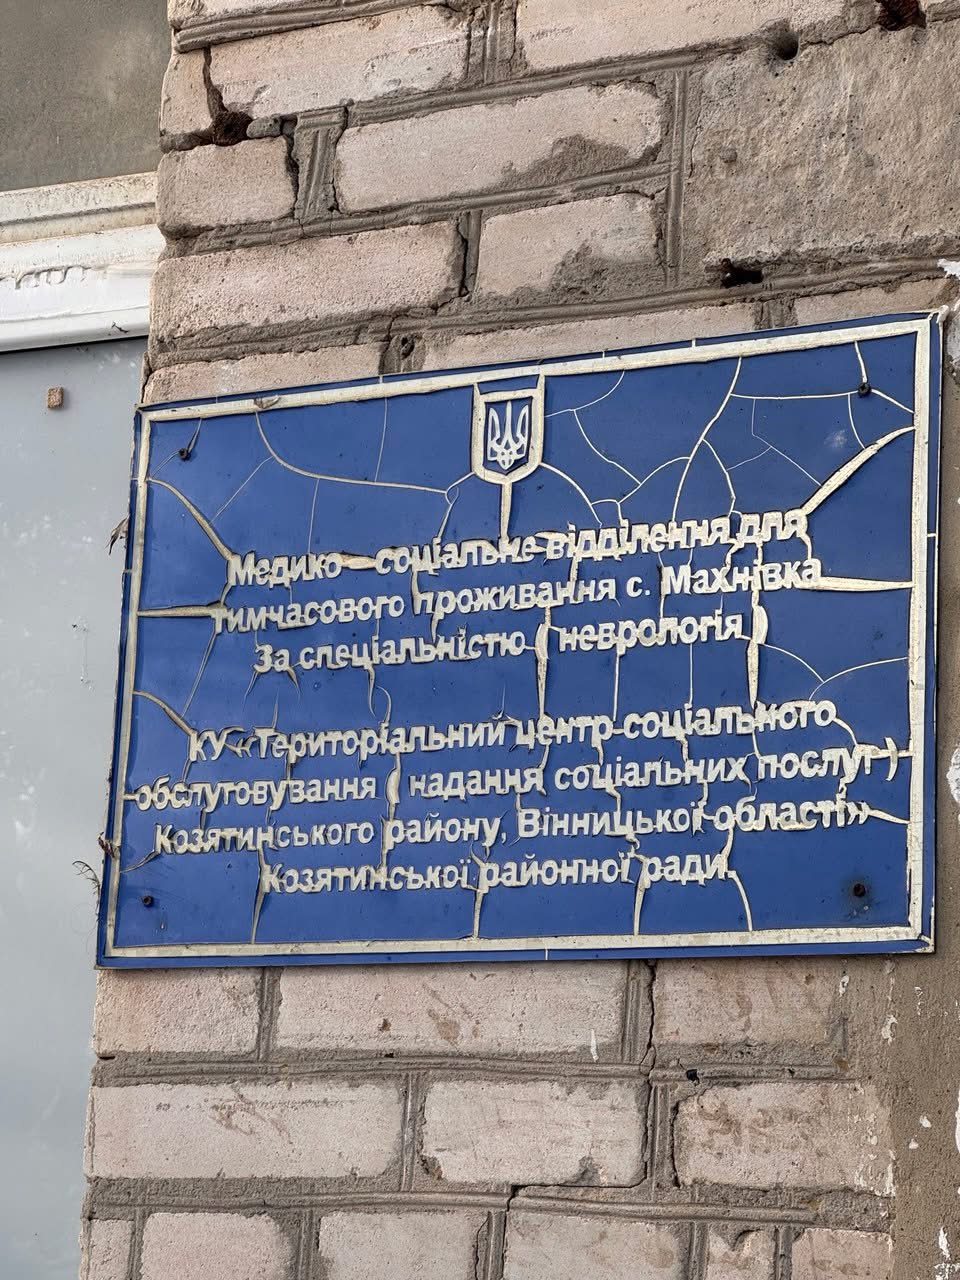 Медико – соціальне відділення для
тимчасового проживання с. Махнівка
За спеціальністю ( неврологія )
КУ «Територіальний центр соціального
обслуговування ( надання соціальних послуг )
Козятинського району, Вінницької області»
Козятинської районної ради.